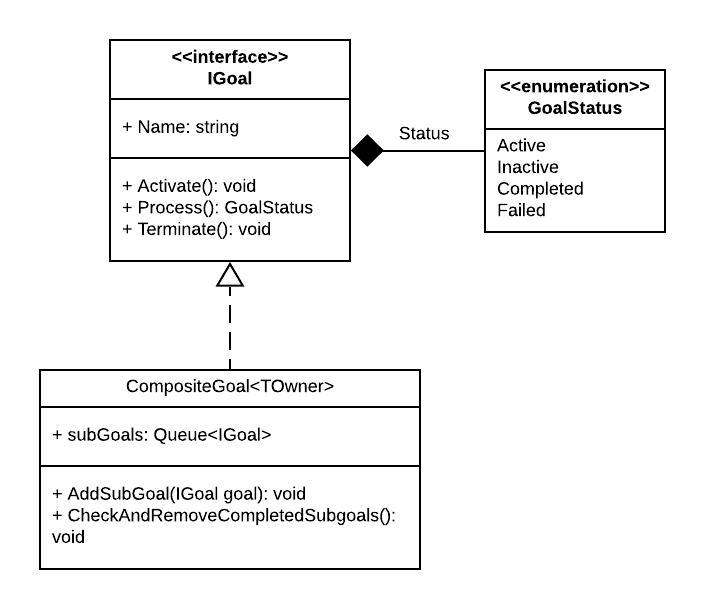 <<interface>>
IGoal
+ Name: string
+ Activate(): void
+ Process(): GoalStatus
+ Terminate(): void
Status
<<enumeration>>
GoalStatus
Active
Inactive
Completed
Failed
CompositeGoal<TOwner>
+ subGoals: Queue<IGoal>
+ AddSubGoal(IGoal goal): void
+ CheckAndRemoveCompletedSubgoals():
void